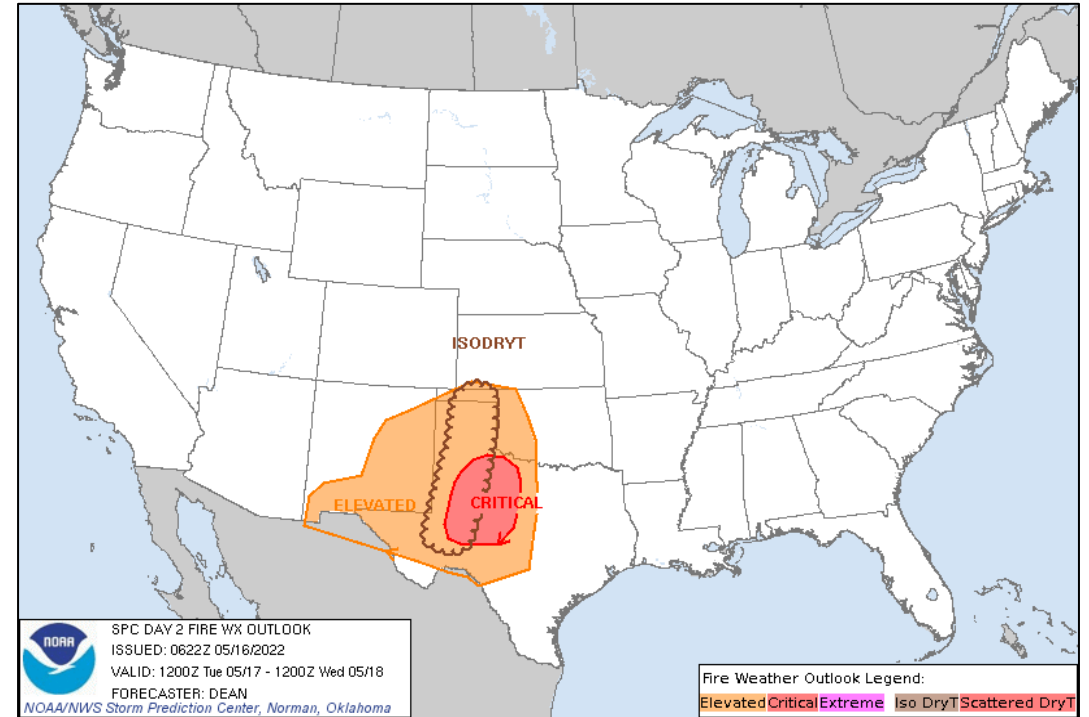 ISODRYT
ELEVATED
CRITICAL
NOAA
SPC DAY 2 FIRE WX OUTLOOK
ISSUED: 0622Z 05/16/2022
VALID: 1200Z Tue 05/17 - 1200Z Wed 05/18
FORECASTER: DEAN
NOAA/NWS Storm Prediction Center, Norman, Oklahoma
Fire Weather Outlook Legend:
Elevated Critical Extreme Iso DryT Scattered DryT